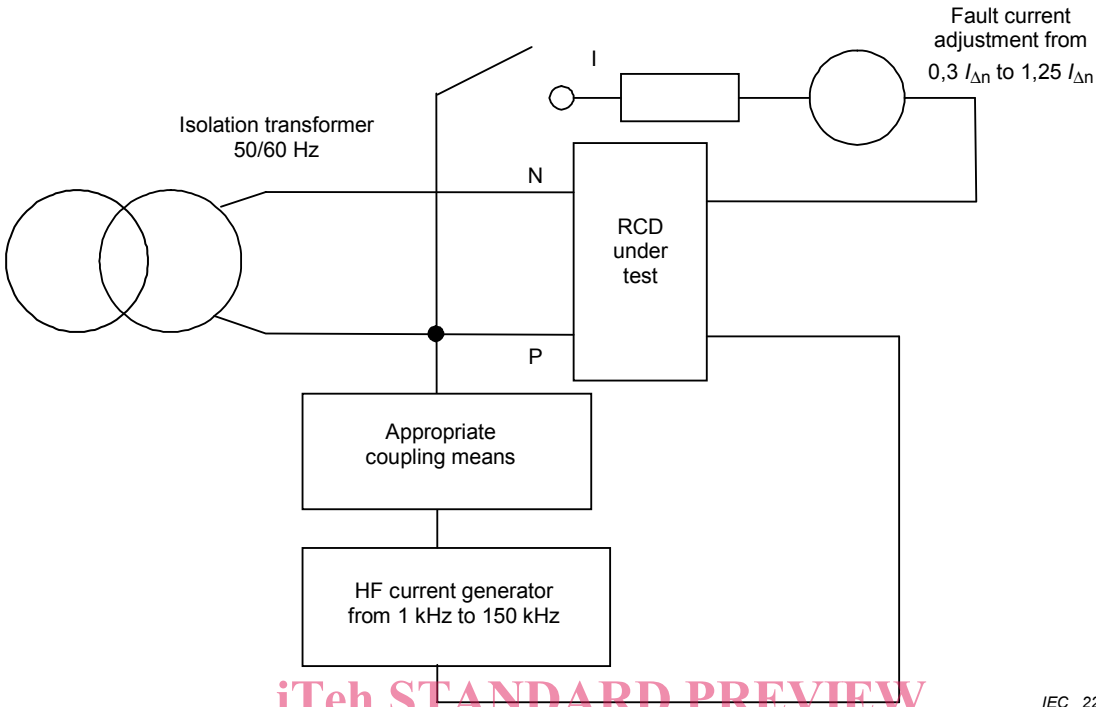 Fault current
adjustment from
0,3 IΔn to 1,25 IΔn
I
Isolation transformer
50/60 Hz
N
RCD
under
test
P
Appropriate
coupling means
HF current generator
from 1 kHz to 150 kHz
iTeh STANDARD PREVIEW
IEC 22